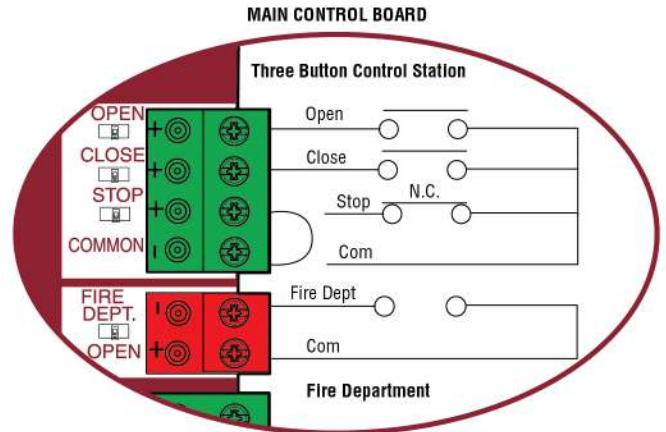 MAIN CONTROL BOARD
Three Button Control Station
OPEN
+
Open
CLOSE
+
Close
STOP
+
Stop
N.C.
COMMON
-
Com
FIRE
DEPT.
-
Fire Dept
OPEN
+
Com
Fire Department